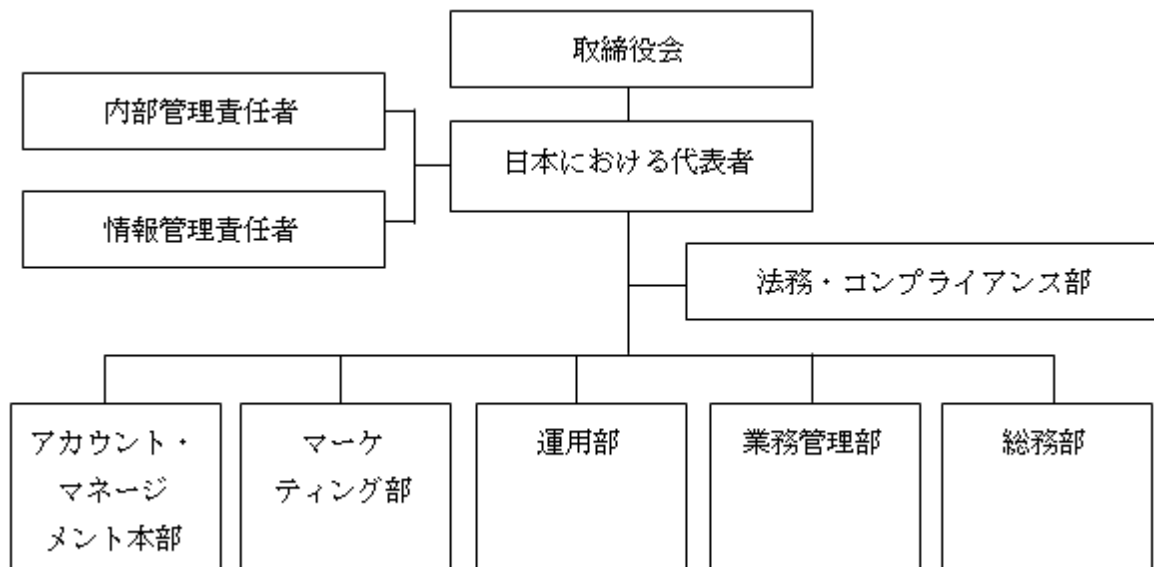 取締役会
内部管理責任者
日本における代表者
情報管理責任者
法務・コンプライアンス部
アカウント・
マネージ
メント本部
マーケ
ティング部
運用部
業務管理部
総務部